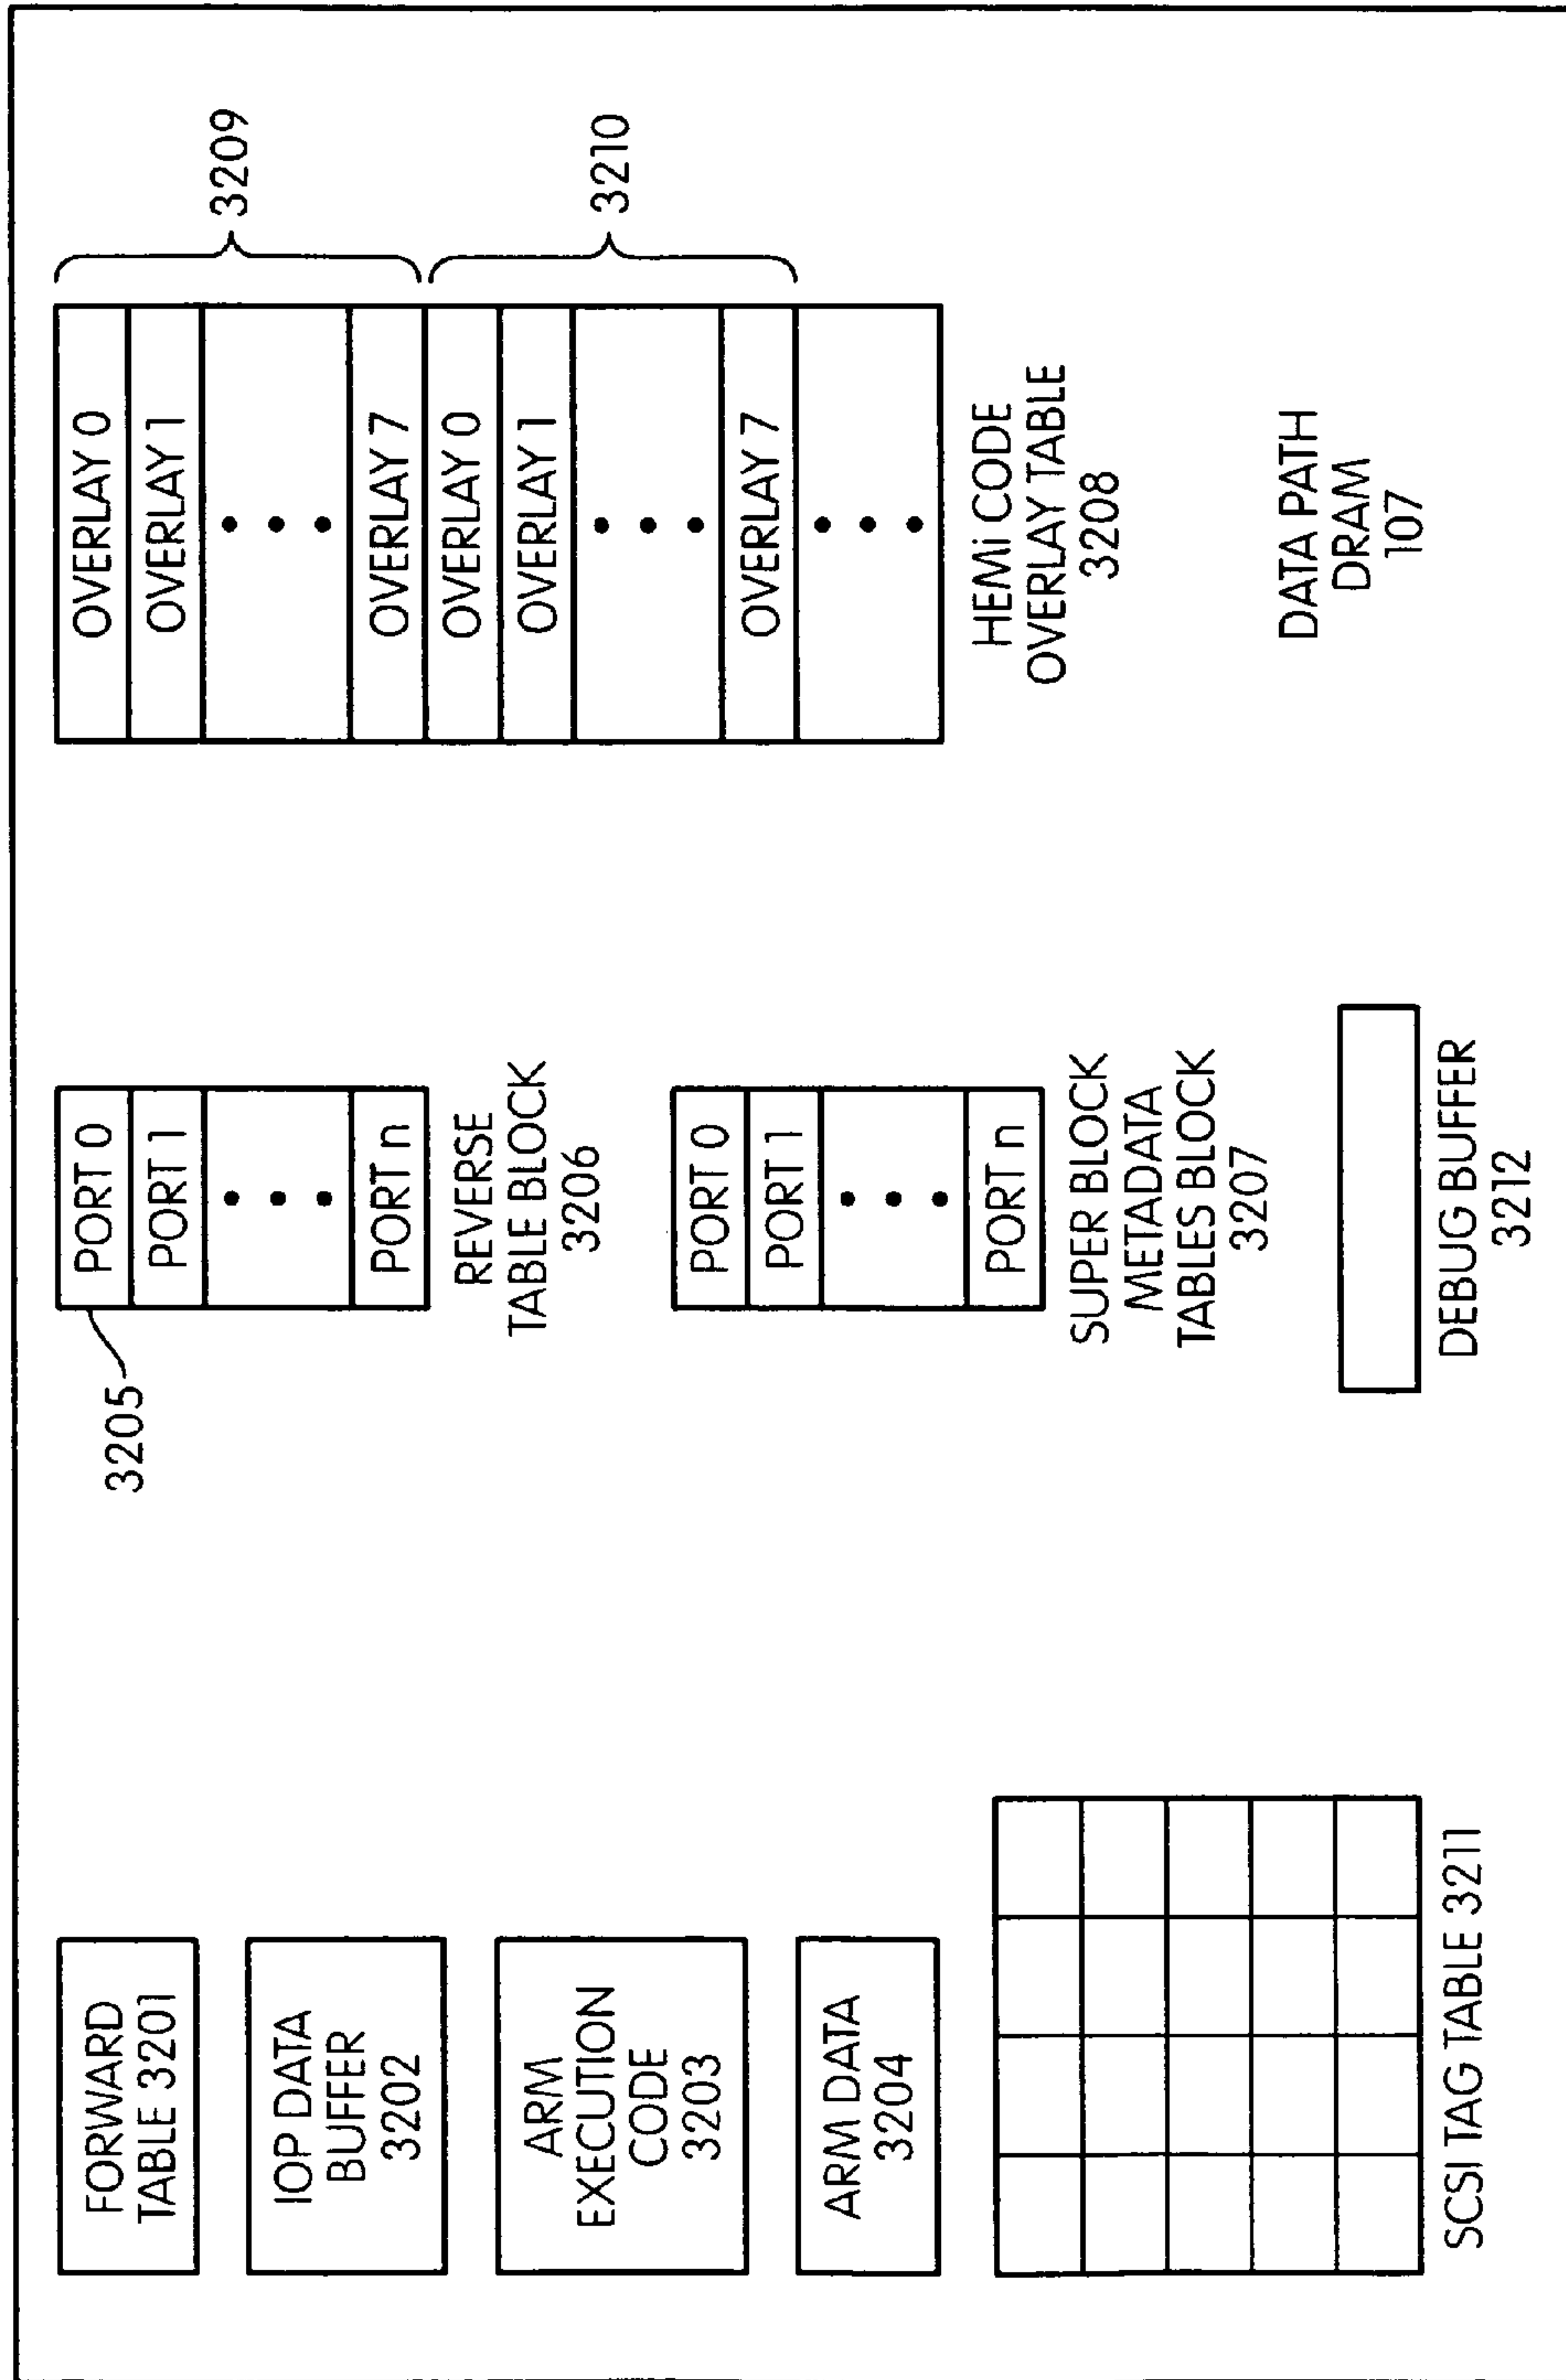 FORWARD
TABLE 3201
IOP DATA
BUFFER
3202
ARM
EXECUTION
CODE
3203
ARM DATA
3204
SCSI TAG TABLE 3211
3205
PORT 0
PORT 1
PORT n
REVERSE
TABLE BLOCK
3206
PORT 0
PORT 1
PORT n
SUPER BLOCK
METADATA
TABLES BLOCK
3207
DEBUG BUFFER
3212
OVERLAY 0
OVERLAY 1
OVERLAY 7
3209
OVERLAY 0
OVERLAY 1
OVERLAY 7
3210
HEMi CODE
OVERLAY TABLE
3208
DATA PATH
DRAM
107